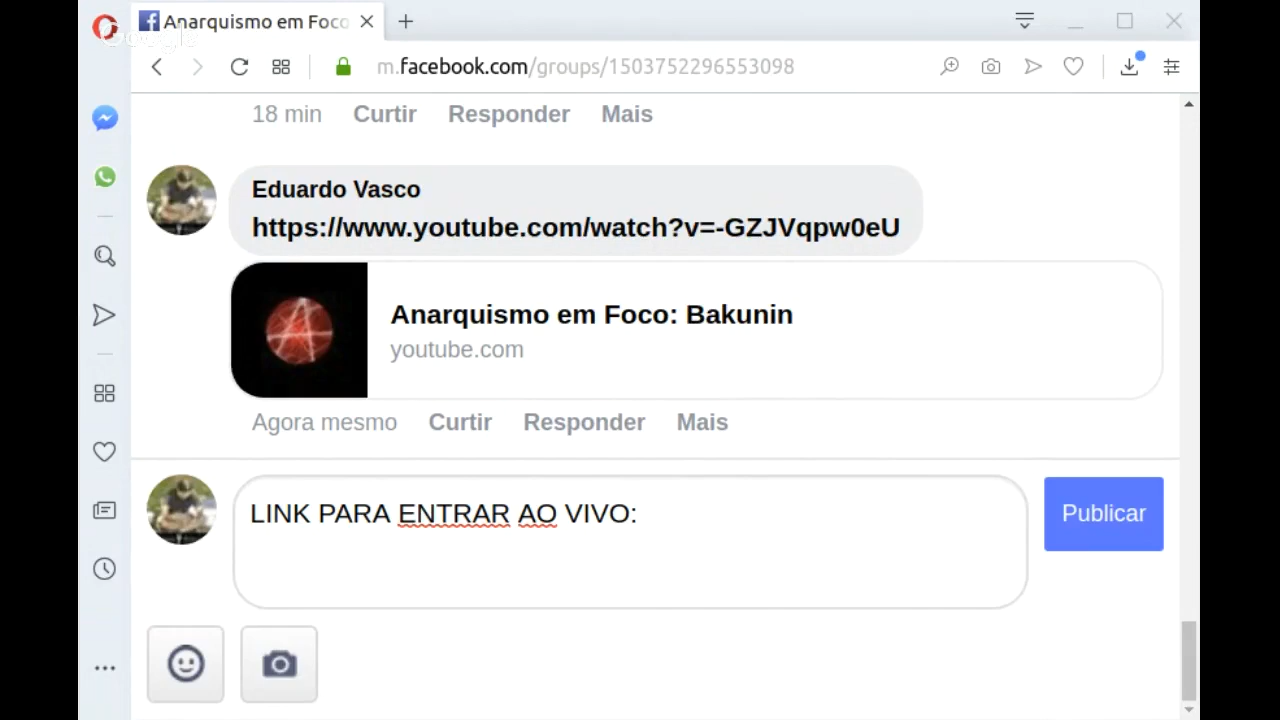 Anarquismo em Foco
Google
m.facebook.com/groups/1503752296553098
18 min Curtir Responder Mais
Eduardo Vasco
https://www.youtube.com/watch?v=-GZJVqpw0eU
Anarquismo em Foco: Bakunin
youtube.com
Agora mesmo Curtir Responder Mais
LINK PARA ENTRAR AO VIVO:
Publicar